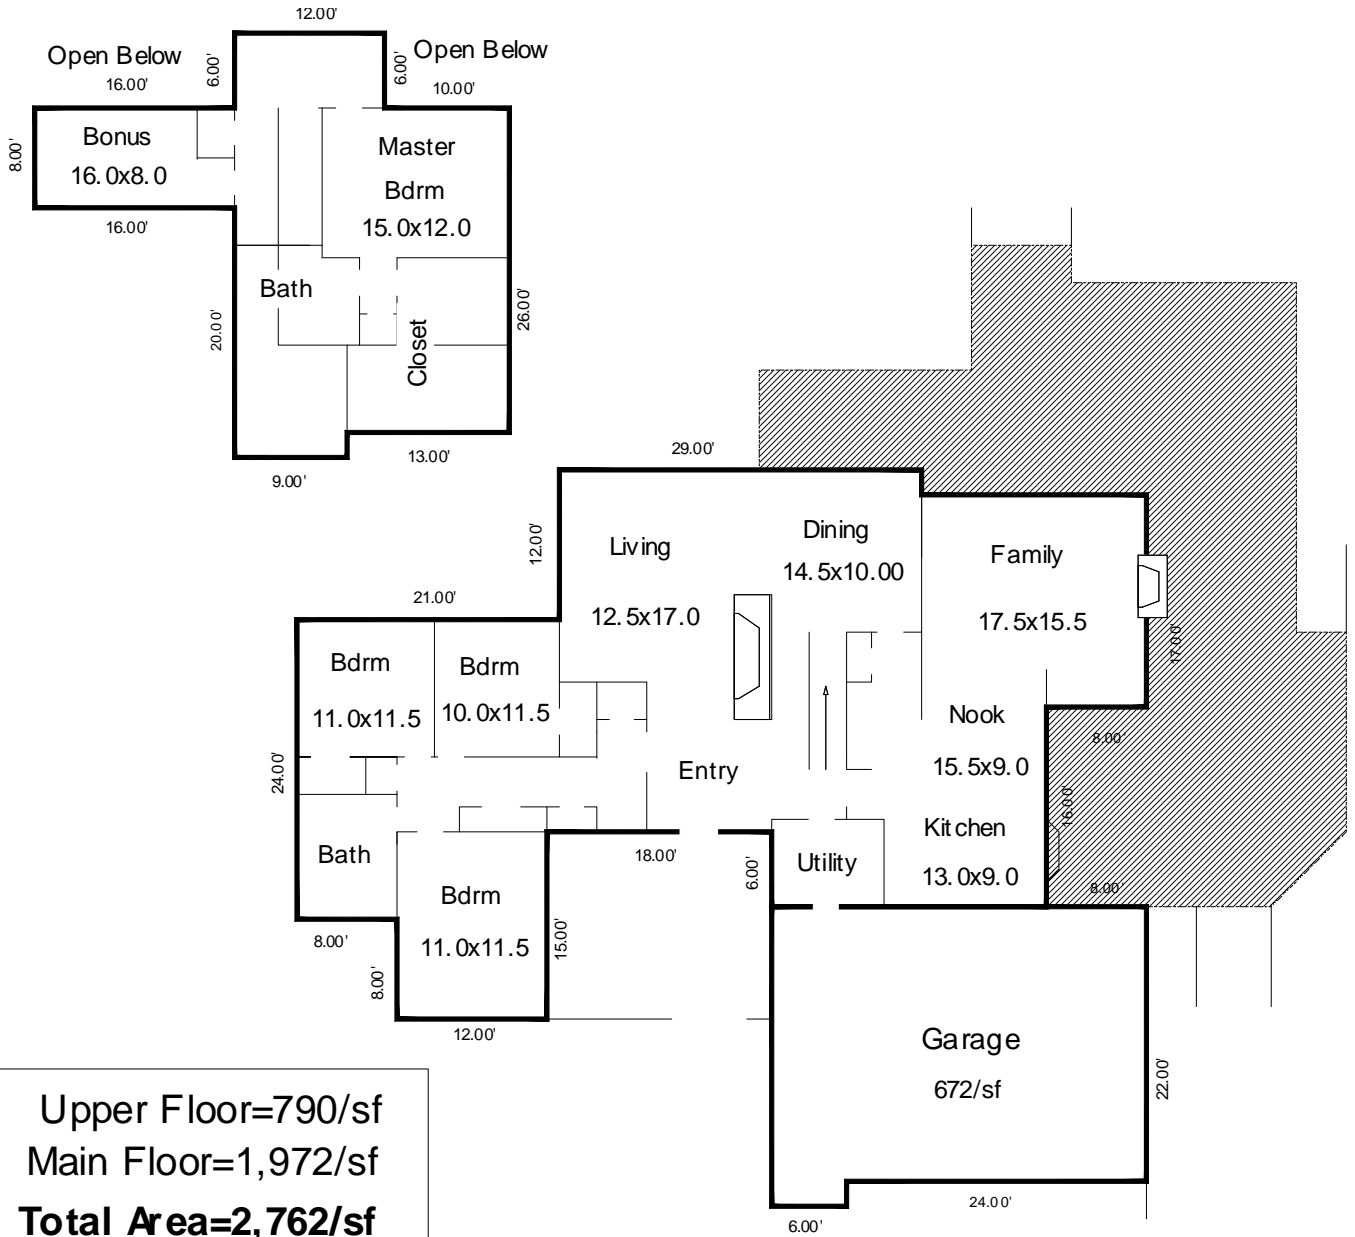 12.00'
Open Below
6.00'
6.00'
Open Below
16.00'
10.00'
8.00'
Bonus
16.0x8.0
Master
Bdrm
15.0x12.0
16.00'
Bath
20.00'
Closet
26.00'
13.00'
9.00'
29.00'
12.00'
Living
12.5x17.0
Dining
14.5x10.00
Family
17.5x15.5
17.00'
21.00'
Bdrm
11.0x11.5
Bdrm
10.0x11.5
Nook
15.5x9.0
8.00'
24.00'
Entry
16.00'
Kitchen
13.0x9.0
Bath
18.00'
6.00'
Utility
8.00'
Bdrm
11.0x11.5
15.00'
8.00'
8.00'
12.00'
Garage
672/sf
22.00'
24.00'
6.00'
Upper Floor=790/sf
Main Floor=1,972/sf
Total Area=2,762/sf